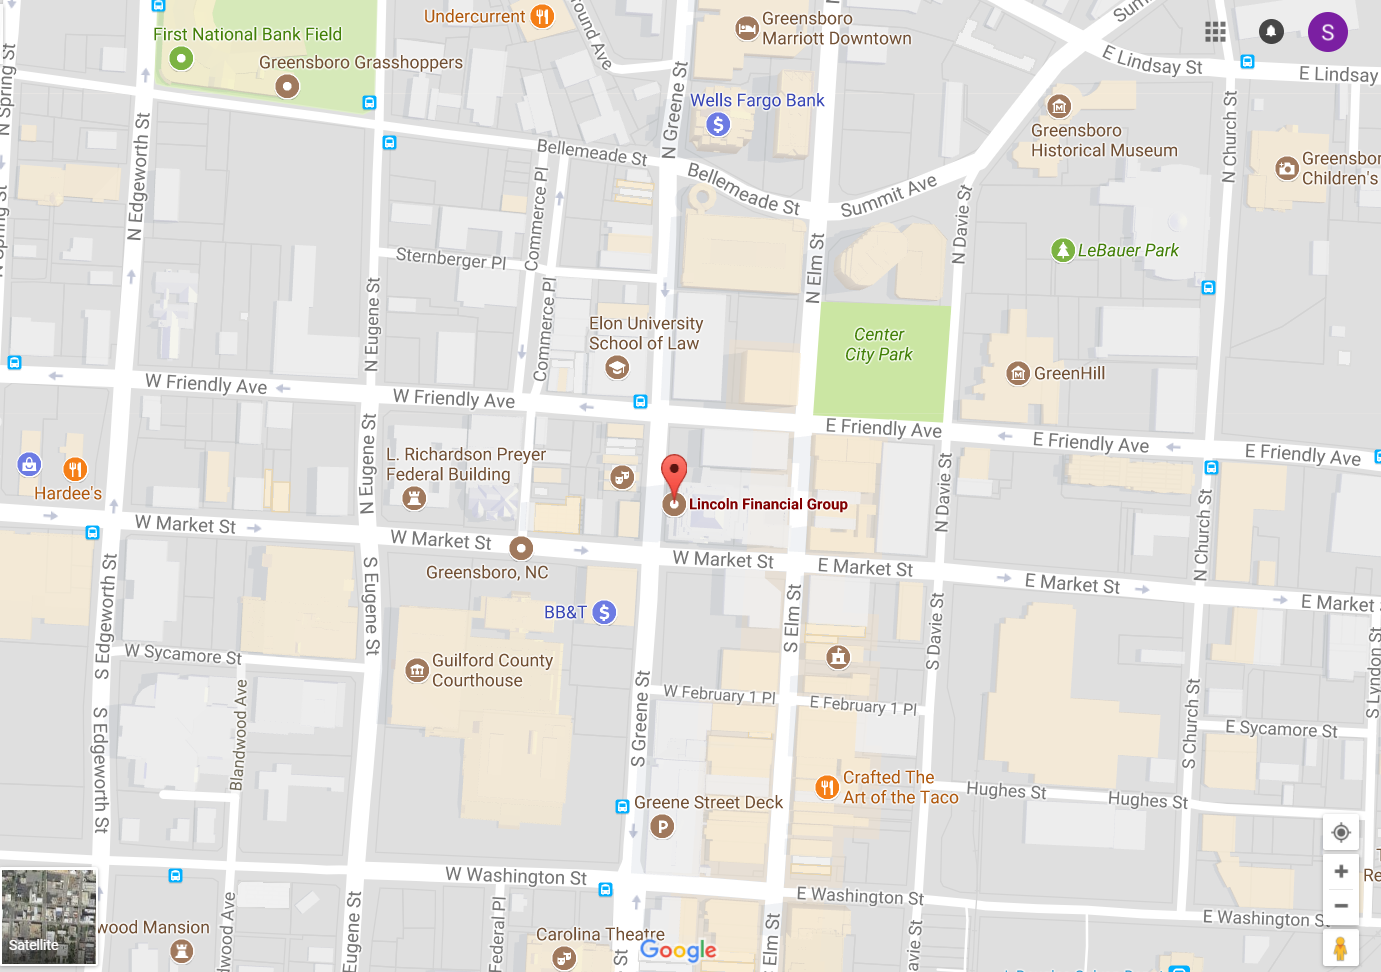 Undercurrent
Greensboro
Marriott Downtown
Summ
First National Bank Field
Greensboro Grasshoppers
ound Ave
E Lindsay St
E Lindsay
S
N Spring St
N Edgeworth St
N Greene St
Wells Fargo Bank
Greensboro
Historical Museum
N Church St
Greensbor
Children's
Bellemeade St
Bellemeade St
Summit Ave
N Davie St
N Spring St
Commerce Pl
LeBauer Park
Sternberger Pl
N Elm St
N Eugene St
Commerce Pl
Elon University
School of Law
Center
City Park
GreenHill
W Friendly Ave
W Friendly Ave
E Friendly Ave
E Friendly Ave
E Friendly Ave
N Eugene St
L. Richardson Preyer
Federal Building
Hardee's
Lincoln Financial Group
N Davie St
N Church St
W Market St
W Market St
W Market St
E Market St
E Market St
E Market S
Greensboro, NC
S Edgeworth St
S Eugene St
BB&T
S Elm St
S Davie St
S Lyndon St
W Sycamore St
Guilford County
Courthouse
S Greene St
W February 1 Pl
E February 1 Pl
S Church St
E Sycamore St
S Edgeworth St
Blandwood Ave
Crafted The
Art of the Taco
Hughes St
Hughes St
Greene Street Deck
P
W Washington St
E Washington St
E Washington S
Re
wood Mansion
Satellite
wood Ave
Eugene St
Federal Pl
Carolina Theatre
St
Google
Elm St
avie St